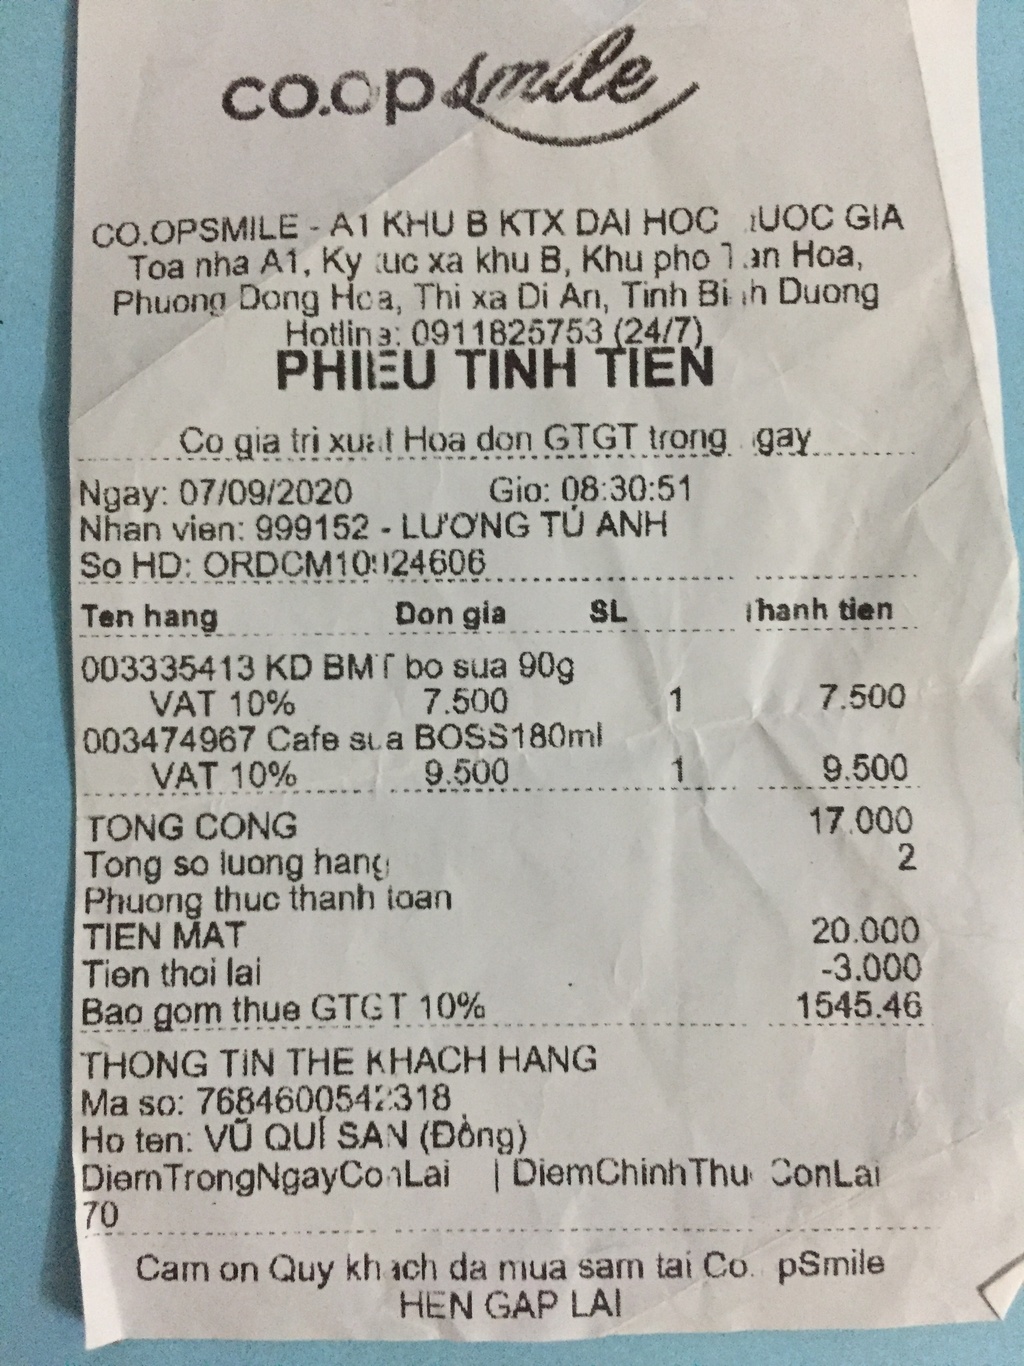 co.opsmile
CO.OPSMILE - A1 KHU B KTX DAI HOC UOC GIA
Toa nha A1, Ky uc xa khu B, Khu pho Tan Hoa,
Phuong Dong Hoa, Thi xa Di An, Tinh Binh Duong
Hotline: 0911825753 (24/7)
PHIEU TINH TIEN
Co gia tri xuat Hoa don GTGT trong gay
Ngay: 07/09/2020 Gio: 08:30:51
Nhan vien: 999152 - LƯƠNG TÚ ANH
So HD:
Ten hang Don gia SL Thanh tien
003335413 KD BMT bo sua 90g
VAT 10% 7.500 1 7.500
003474967 Cafe sua BOSS180ml
VAT 10% 9.500 1 9.500
TONG CONG 17.000
Tong so luong hang 2
Phuong thuc thanh toan
TIEN MAT 20.000
Tien thoi lai -3.000
Bao gom thue GTGT 10% 1545.46
THONG TIN THE KHACH HANG
Ma so:
Ho ten: VŨ QUÍ SAN (Đồng)
DiemTrongNgayConLai | DiemChinhThu ConLai
70
Cam on Quy khach da mua sam tai Co. pSmile
HEN GAP LAI